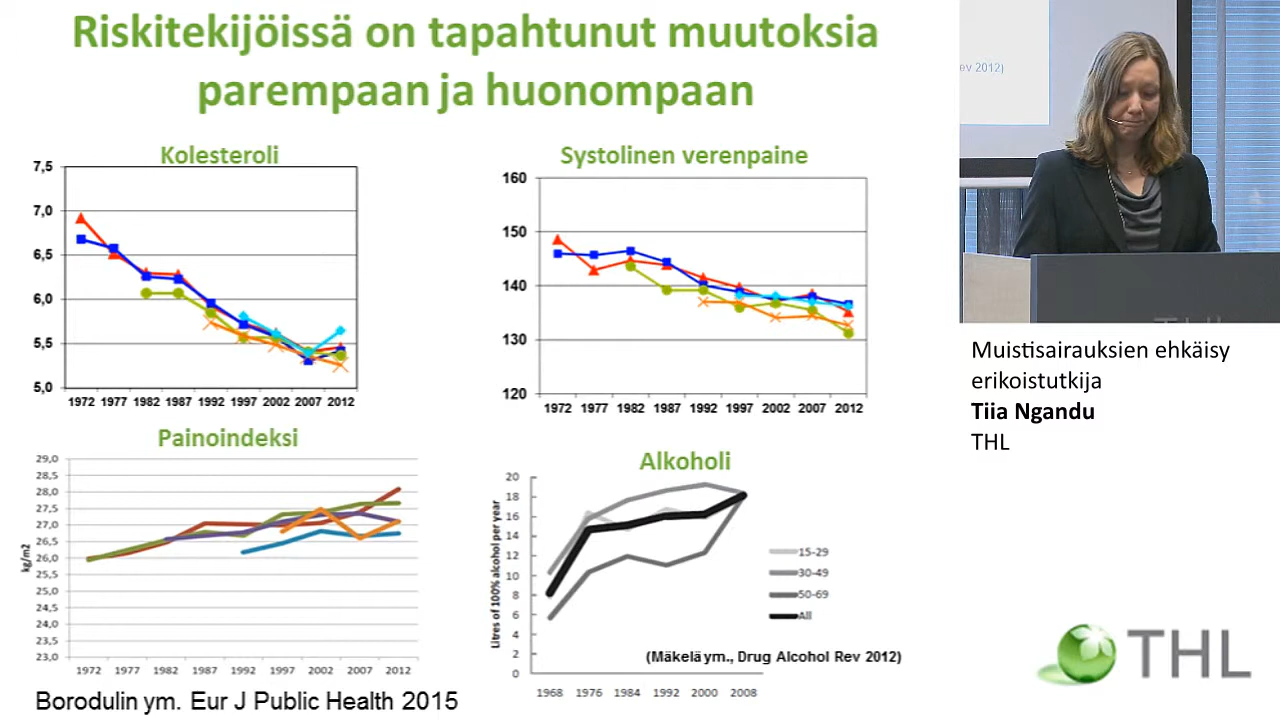 Riskitekijöissä on tapahtunut muutoksia
parempaan ja huonompaan
Kolesteroli
7,5
7,0
6,5
6,0
5,5
5,0
1972 1977 1982 1987 1992 1997 2002 2007 2012
Systolinen verenpaine
160
150
140
130
120
1972 1977 1982 1987 1992 1997 2002 2007 2012
Painoindeksi
kg/m2
29,0
28,5
28,0
27,5
27,0
26,5
26,0
25,5
25,0
24,5
24,0
23,5
23,0
1972 1977 1982 1987 1992 1997 2002 2007 2012
Borodulin ym. Eur J Public Health 2015
Alkoholi
Litres of 100% alcohol per year
20
18
16
14
12
10
8
6
4
2
0
15-29
30-49
50-69
All
(Mäkelä ym., Drug Alcohol Rev 2012)
1968 1976 1984 1992 2000 2008
ev 2012)
Muistisairauksien ehkäisy
erikoistutkija
Tiia Ngandu
THL
THL